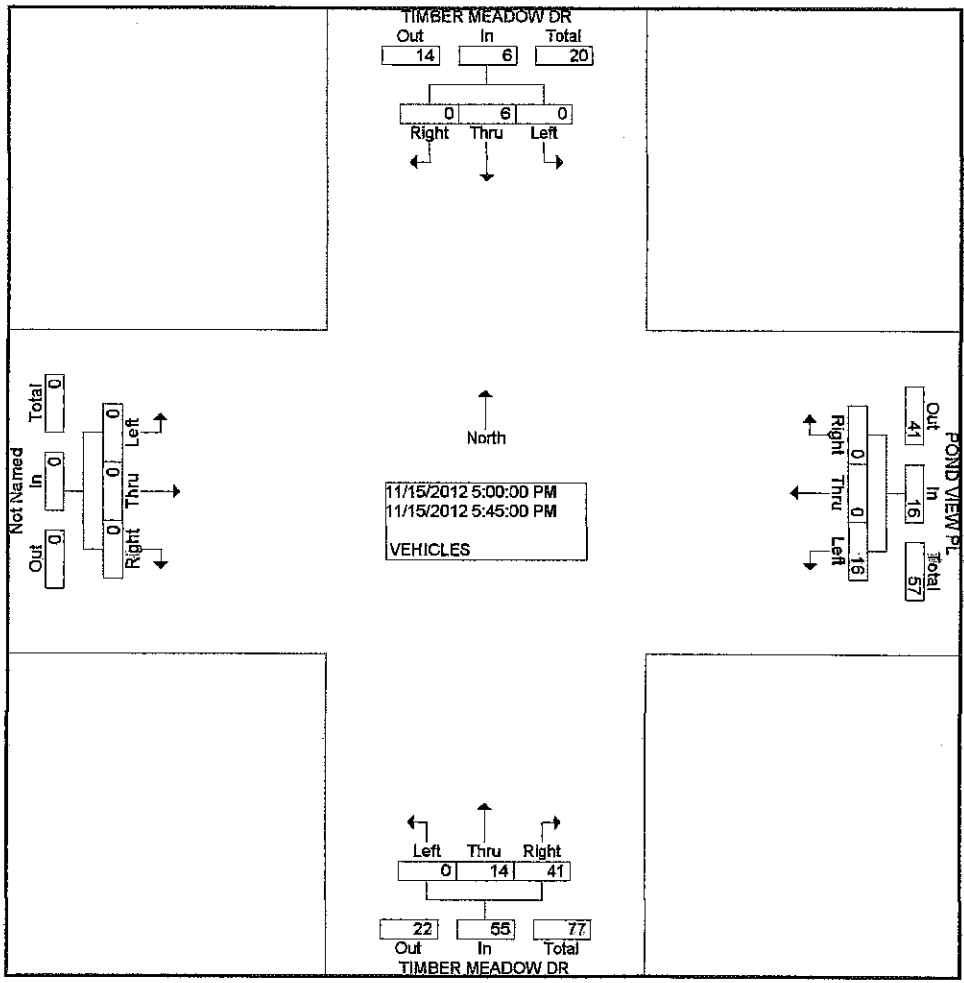 TIMBER MEADOW DR
Out In Total
14 6 20
0 6 0
Right Thru Left
Not Named
Total In Out
0 0 0
0 0 0
Left Thru Right
North
11/15/2012 5:00:00 PM
11/15/2012 5:45:00 PM
VEHICLES
Right Thru Left
0 0 16
Out In Total
41 16 57
POND VIEW PL
Left Thru Right
0 14 41
22 55 77
Out In Total
TIMBER MEADOW DR